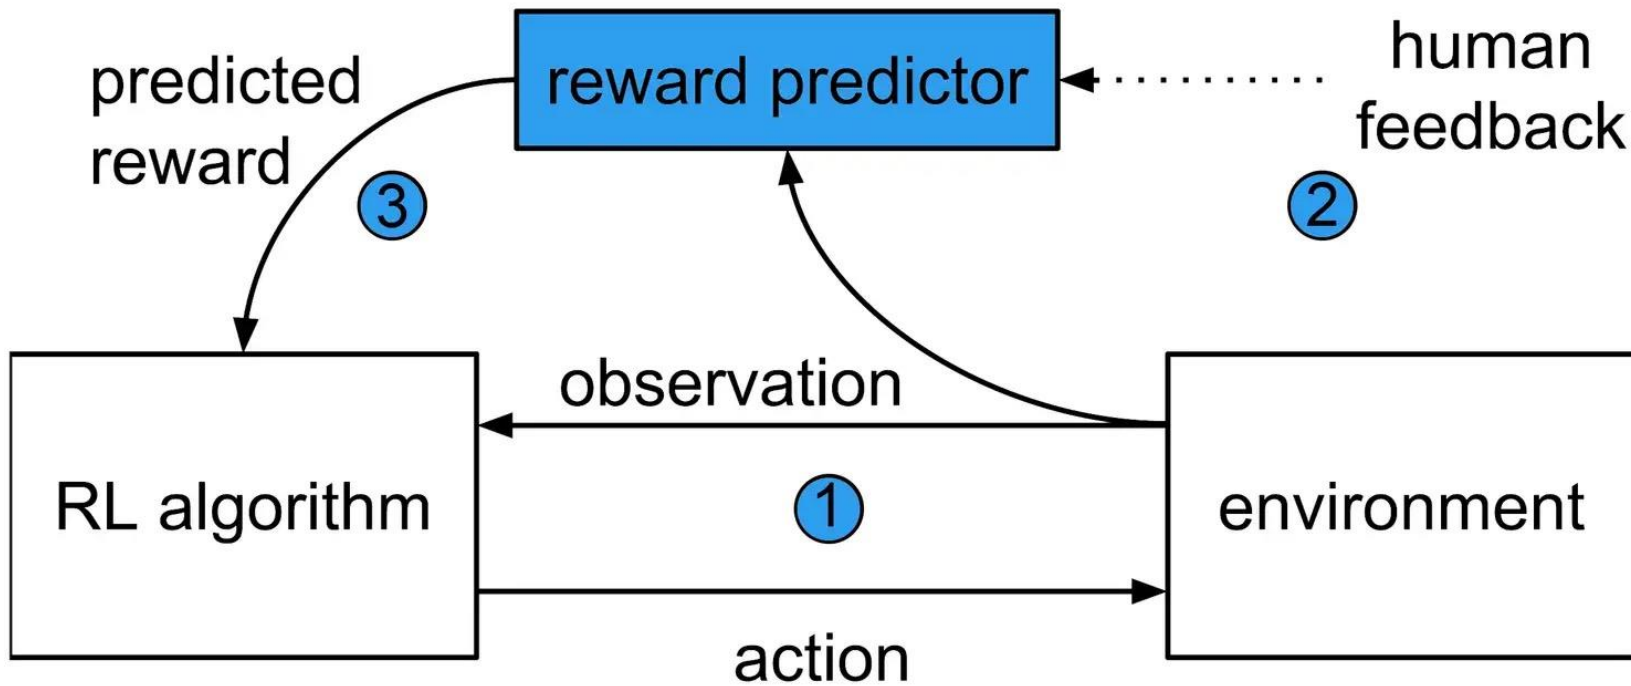 predicted
reward
reward predictor
human
feedback
3
2
observation
RL algorithm
1
environment
action